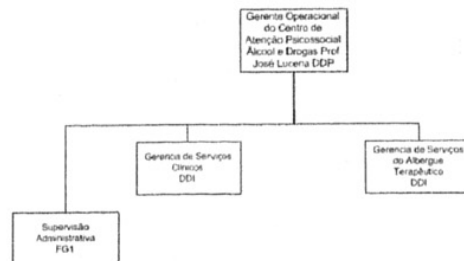 Gerente Operacional
do Centro de
Atenção Psicossocial
Álcool e Drogas Prof
José Lucena DDP
Gerencia de Serviços
Clínicos
DDI
Gerencia de Serviços
do Albergue
Terapêutico
DDI
Supervisão
Administrativa
FG1